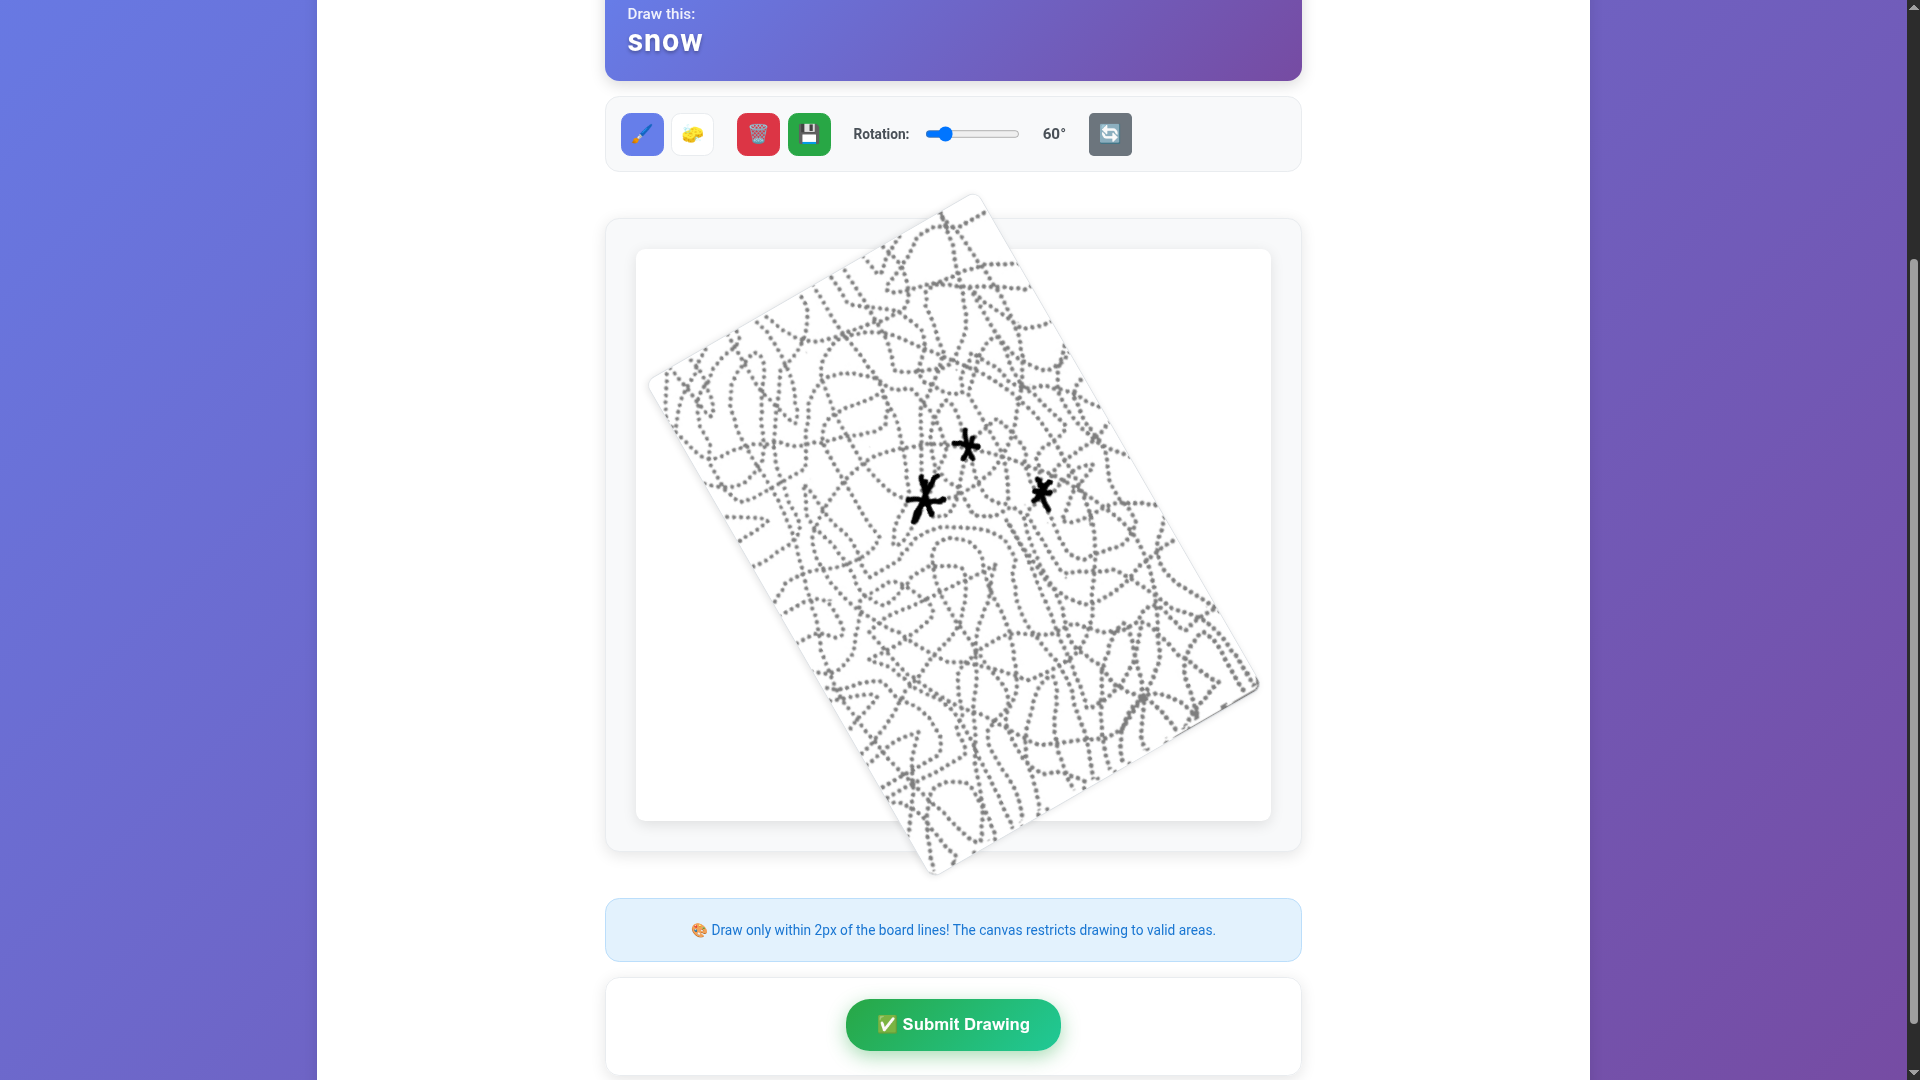 Draw this:
snow
Rotation: 60°
🎨 Draw only within 2px of the board lines! The canvas restricts drawing to valid areas.
✅ Submit Drawing